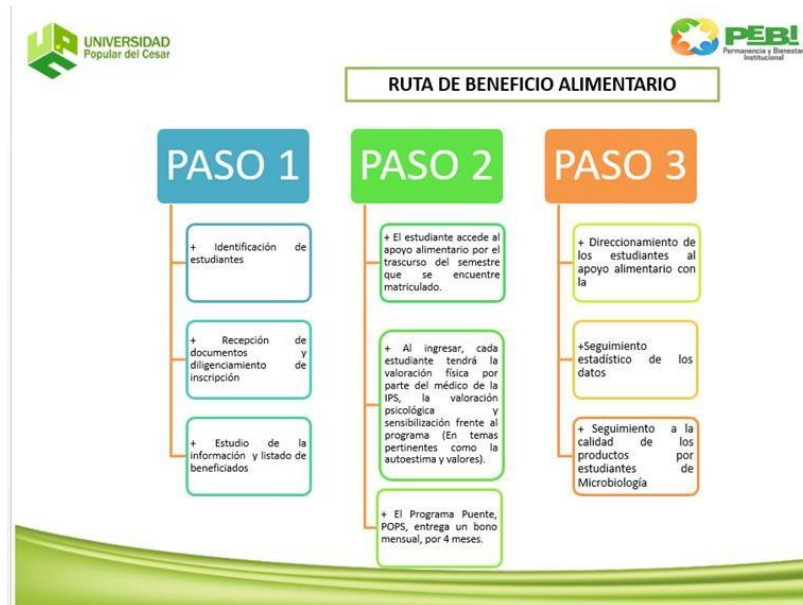 UNIVERSIDAD
Popular del Cesar
PEBI
Permanencia y Bienestar
Institucional
RUTA DE BENEFICIO ALIMENTARIO
PASO 1
+ Identificación de
estudiantes
+ Recepción de
documentos y
diligenciamiento de
inscripción
+ Estudio de la
información y listado de
beneficiados
PASO 2
+ El estudiante accede al
apoyo alimentario por el
trascurso del semestre
que se encuentre
matriculado.
+ Al ingresar, cada
estudiante tendrá la
valoración física por
parte del médico de la
IPS, la valoración
psicológica y
sensibilización frente al
programa (En temas
pertinentes como la
autoestima y valores).
+ El Programa Puente,
POPS, entrega un bono
mensual, por 4 meses.
PASO 3
+ Direccionamiento de
los estudiantes al
apoyo alimentario con
la
+Seguimiento
estadístico de los
datos
+ Seguimiento a la
calidad de los
productos por
estudiantes de
Microbiología